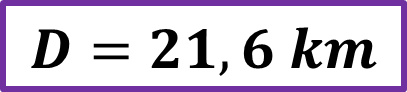 D = 21,6 km